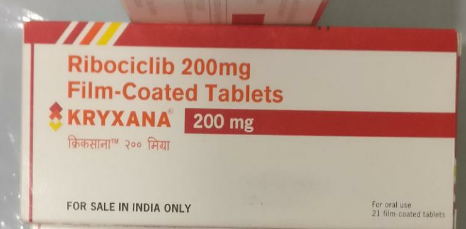 Ribociclib 200mg
Film-Coated Tablets
KRYXANA® 200 mg
क्रिकसाना™ २०० मिग्रा
FOR SALE IN INDIA ONLY
For oral use
21 film-coated tablets